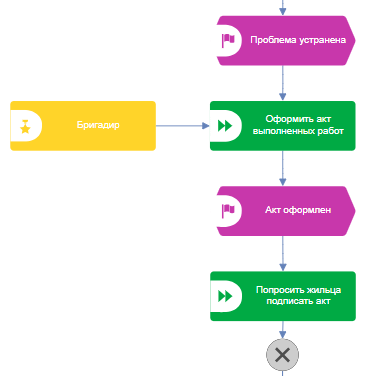 Проблема устранена
Бригадир
Оформить акт
выполненных работ
Акт оформлен
Попросить жильца
подписать акт